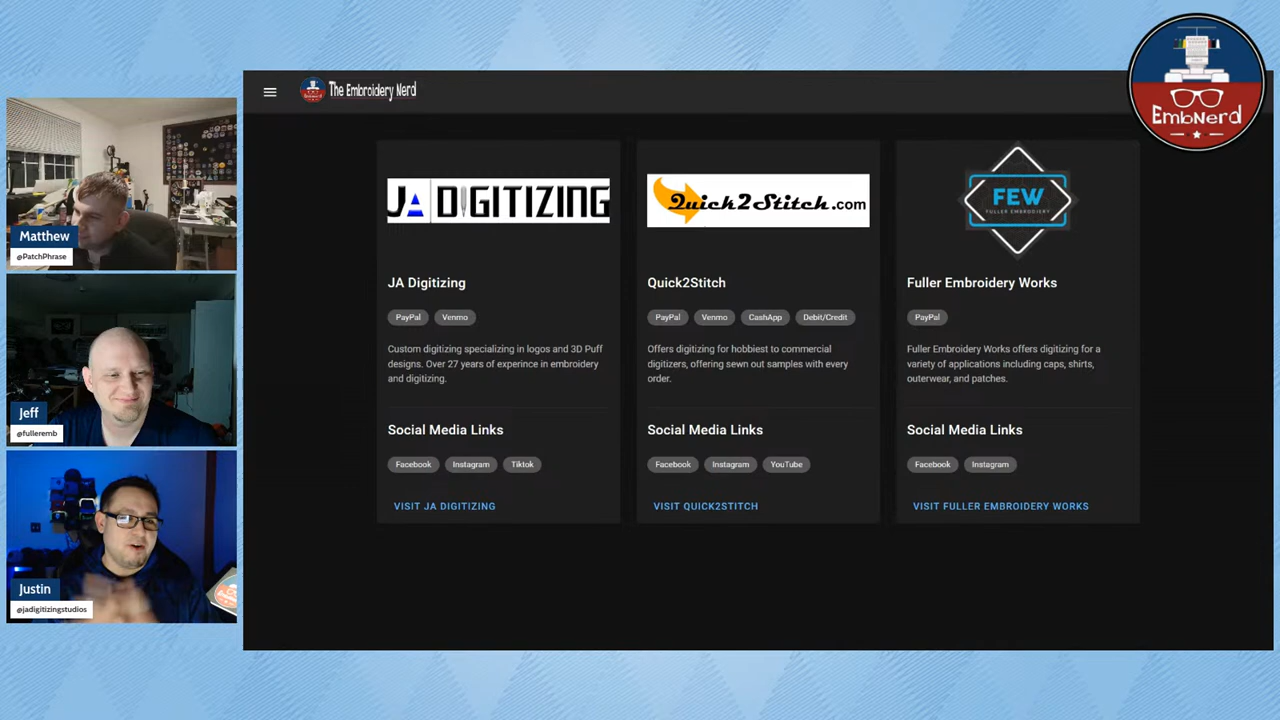 EmbNerd
The Embroidery Nerd
Matthew
@PatchPhrase
Jeff
@fulleremb
Justin
@jadigitizingstudios
JA DIGITIZING
JA Digitizing
PayPal Venmo
Custom digitizing specializing in logos and 3D Puff
designs. Over 27 years of experince in embroidery
and digitizing.
Social Media Links
Facebook Instagram Tiktok
VISIT JA DIGITIZING
Quick2Stitch.com
Quick2Stitch
PayPal Venmo CashApp Debit/Credit
Offers digitizing for hobbiest to commercial
digitizers, offering sewn out samples with every
order.
Social Media Links
Facebook Instagram YouTube
VISIT QUICK2STITCH
FEW
FULLER EMBROIDERY
Fuller Embroidery Works
PayPal
Fuller Embroidery Works offers digitizing for a
variety of applications including caps, shirts,
outerwear, and patches.
Social Media Links
Facebook Instagram
VISIT FULLER EMBROIDERY WORKS